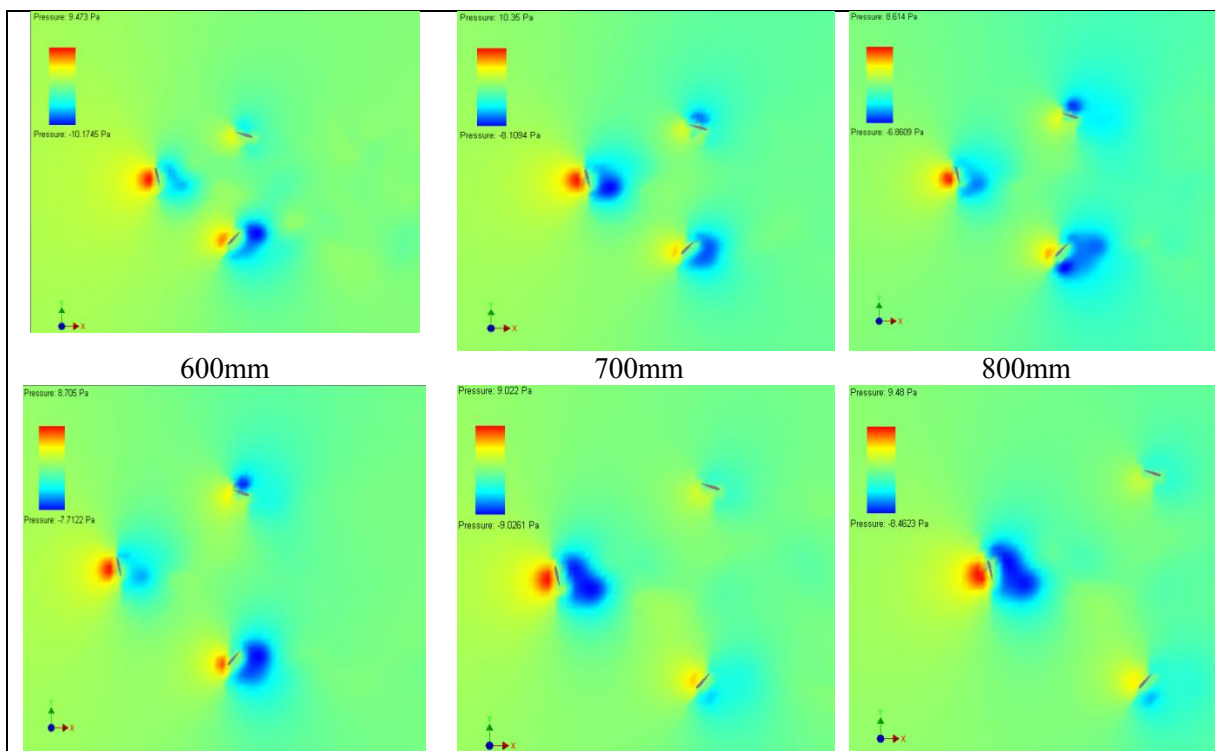 Pressure: 9.473 Pa
Pressure: -10.1745 Pa
Y
X
Pressure: 10.35 Pa
Pressure: -8.1094 Pa
Y
X
Pressure: 8.614 Pa
Pressure: -6.8609 Pa
Y
X
600mm
700mm
800mm
Pressure: 8.705 Pa
Pressure: -7.7122 Pa
Y
X
Pressure: 9.022 Pa
Pressure: -9.0261 Pa
Y
X
Pressure: 9.48 Pa
Pressure: -8.4623 Pa
Y
X